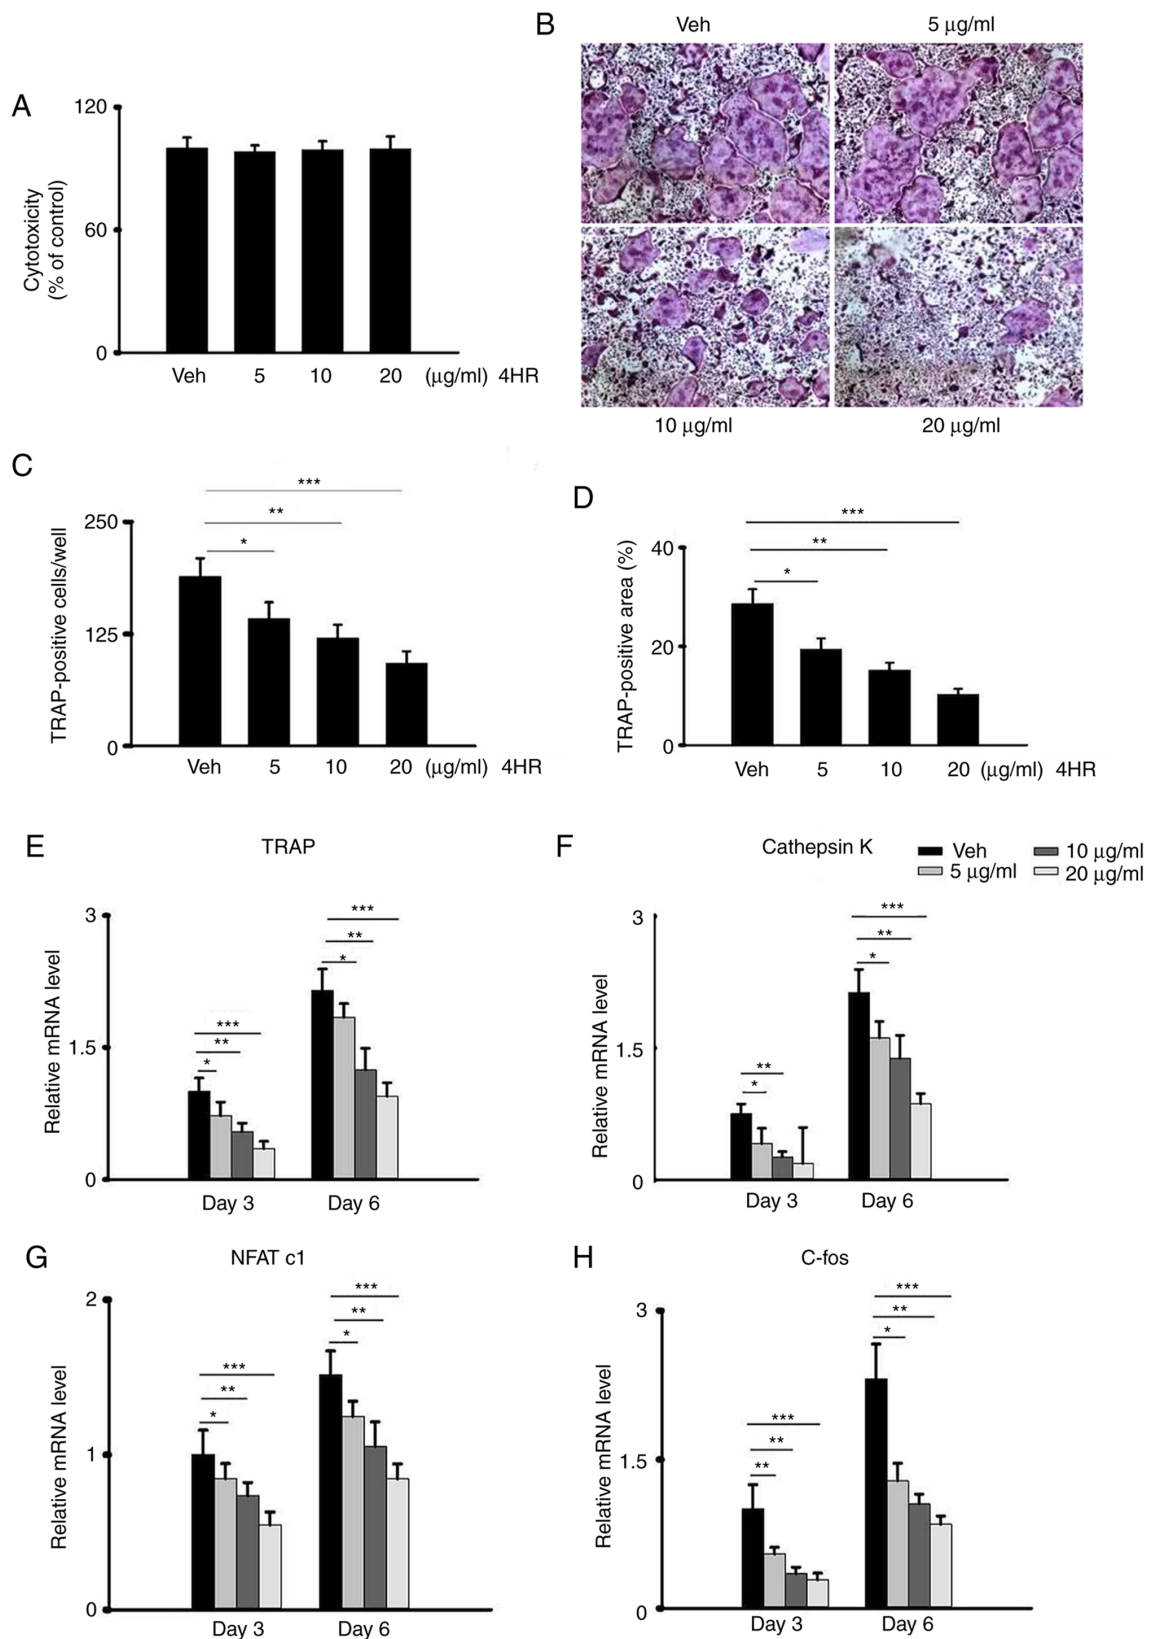 B
Veh
5 μg/ml
A
120
60
0
Cytotoxicity
(% of control)
Veh 5 10 20 (μg/ml) 4HR
10 μg/ml
20 μg/ml
C
***
**
*
250
125
0
TRAP-positive cells/well
Veh 5 10 20 (μg/ml) 4HR
D
***
**
*
40
20
0
TRAP-positive area (%)
Veh 5 10 20 (μg/ml) 4HR
E
TRAP
3
1.5
0
Relative mRNA level
***
**
*
***
**
*
Day 3
Day 6
F
Cathepsin K
Veh
5 μg/ml
10 μg/ml
20 μg/ml
3
1.5
0
Relative mRNA level
**
*
***
**
*
Day 3
Day 6
G
NFAT c1
2
1
0
Relative mRNA level
***
**
*
***
**
*
Day 3
Day 6
H
C-fos
3
1.5
0
Relative mRNA level
***
**
**
***
**
*
Day 3
Day 6